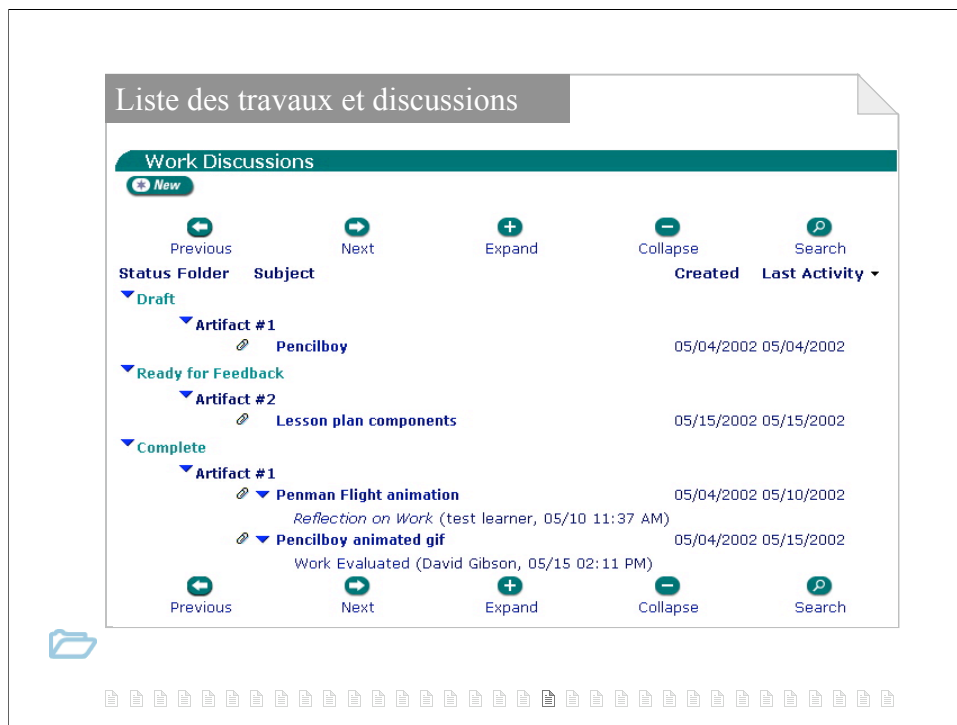 Liste des travaux et discussions
Work Discussions
New
Previous Next Expand Collapse Search
Status Folder Subject Created Last Activity
Draft
Artifact #1
Pencilboy 05/04/2002 05/04/2002
Ready for Feedback
Artifact #2
Lesson plan components 05/15/2002 05/15/2002
Complete
Artifact #1
Penman Flight animation 05/04/2002 05/10/2002
Reflection on Work (test learner, 05/10 11:37 AM)
Pencilboy animated gif 05/04/2002 05/15/2002
Work Evaluated (David Gibson, 05/15 02:11 PM)
Previous Next Expand Collapse Search